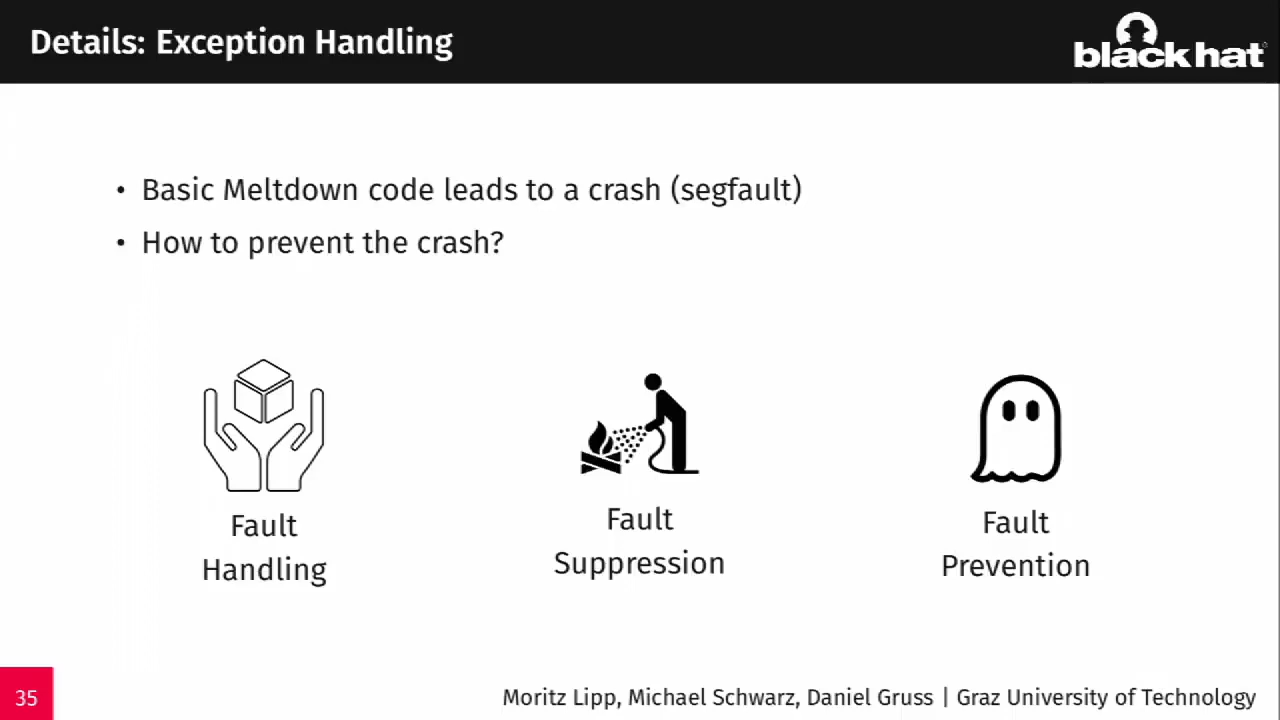 Details: Exception Handling
black hat
• Basic Meltdown code leads to a crash (segfault)
• How to prevent the crash?
Fault
Handling
Fault
Suppression
Fault
Prevention
35
Moritz Lipp, Michael Schwarz, Daniel Gruss | Graz University of Technology